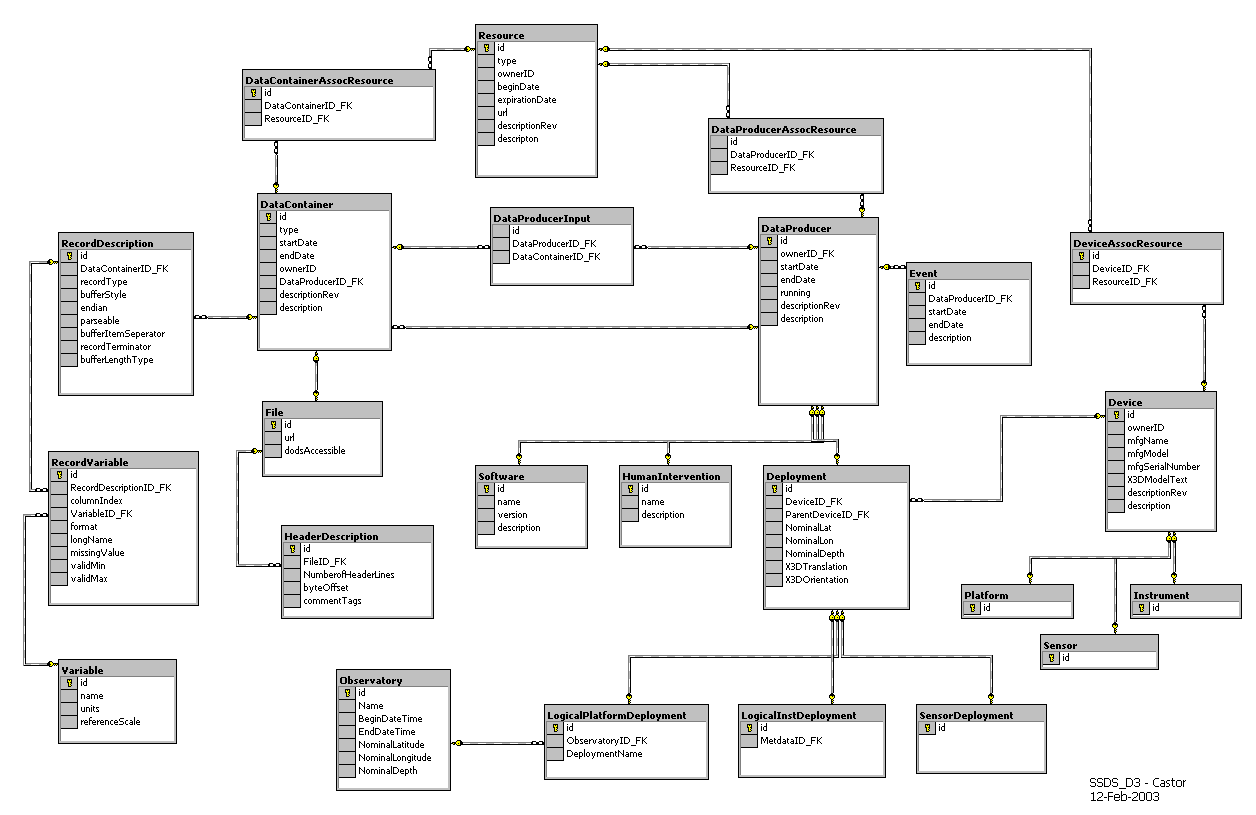 Resource
id
type
ownerID
beginDate
expirationDate
url
descriptionRev
descripton
DataContainerAssocResource
id
DataContainerID_FK
ResourceID_FK
DataProducerAssocResource
id
DataProducerID_FK
ResourceID_FK
DataContainer
id
type
startDate
endDate
ownerID
DataProducerID_FK
descriptionRev
description
DataProducerInput
id
DataProducerID_FK
DataContainerID_FK
DataProducer
id
ownerID_FK
startDate
endDate
running
descriptionRev
description
RecordDescription
id
DataContainerID_FK
recordType
bufferStyle
endian
parseable
bufferItemSeperator
recordTerminator
bufferLengthType
DeviceAssocResource
id
DeviceID_FK
ResourceID_FK
Event
id
DataProducerID_FK
startDate
endDate
description
File
id
url
dodsAccessible
Device
id
ownerID
mfgName
mfgModel
mfgSerialNumber
X3DModelText
descriptionRev
description
RecordVariable
id
RecordDescriptionID_FK
columnIndex
VariableID_FK
format
longName
missingValue
validMin
validMax
Software
id
name
version
description
HumanIntervention
id
name
description
Deployment
id
DeviceID_FK
ParentDeviceID_FK
NominalLat
NominalLon
NominalDepth
X3DTranslation
X3DOrientation
HeaderDescription
id
FileID_FK
NumberofHeaderLines
byteOffset
commentTags
Platform
id
Instrument
id
Sensor
id
Variable
id
name
units
referenceScale
Observatory
id
Name
BeginDateTime
EndDateTime
NominalLatitude
NominalLongitude
NominalDepth
LogicalPlatformDeployment
id
ObservatoryID_FK
DeploymentName
LogicalInstDeployment
id
MetdataID_FK
SensorDeployment
id
SSDS_D3 - Castor
12-Feb-2003